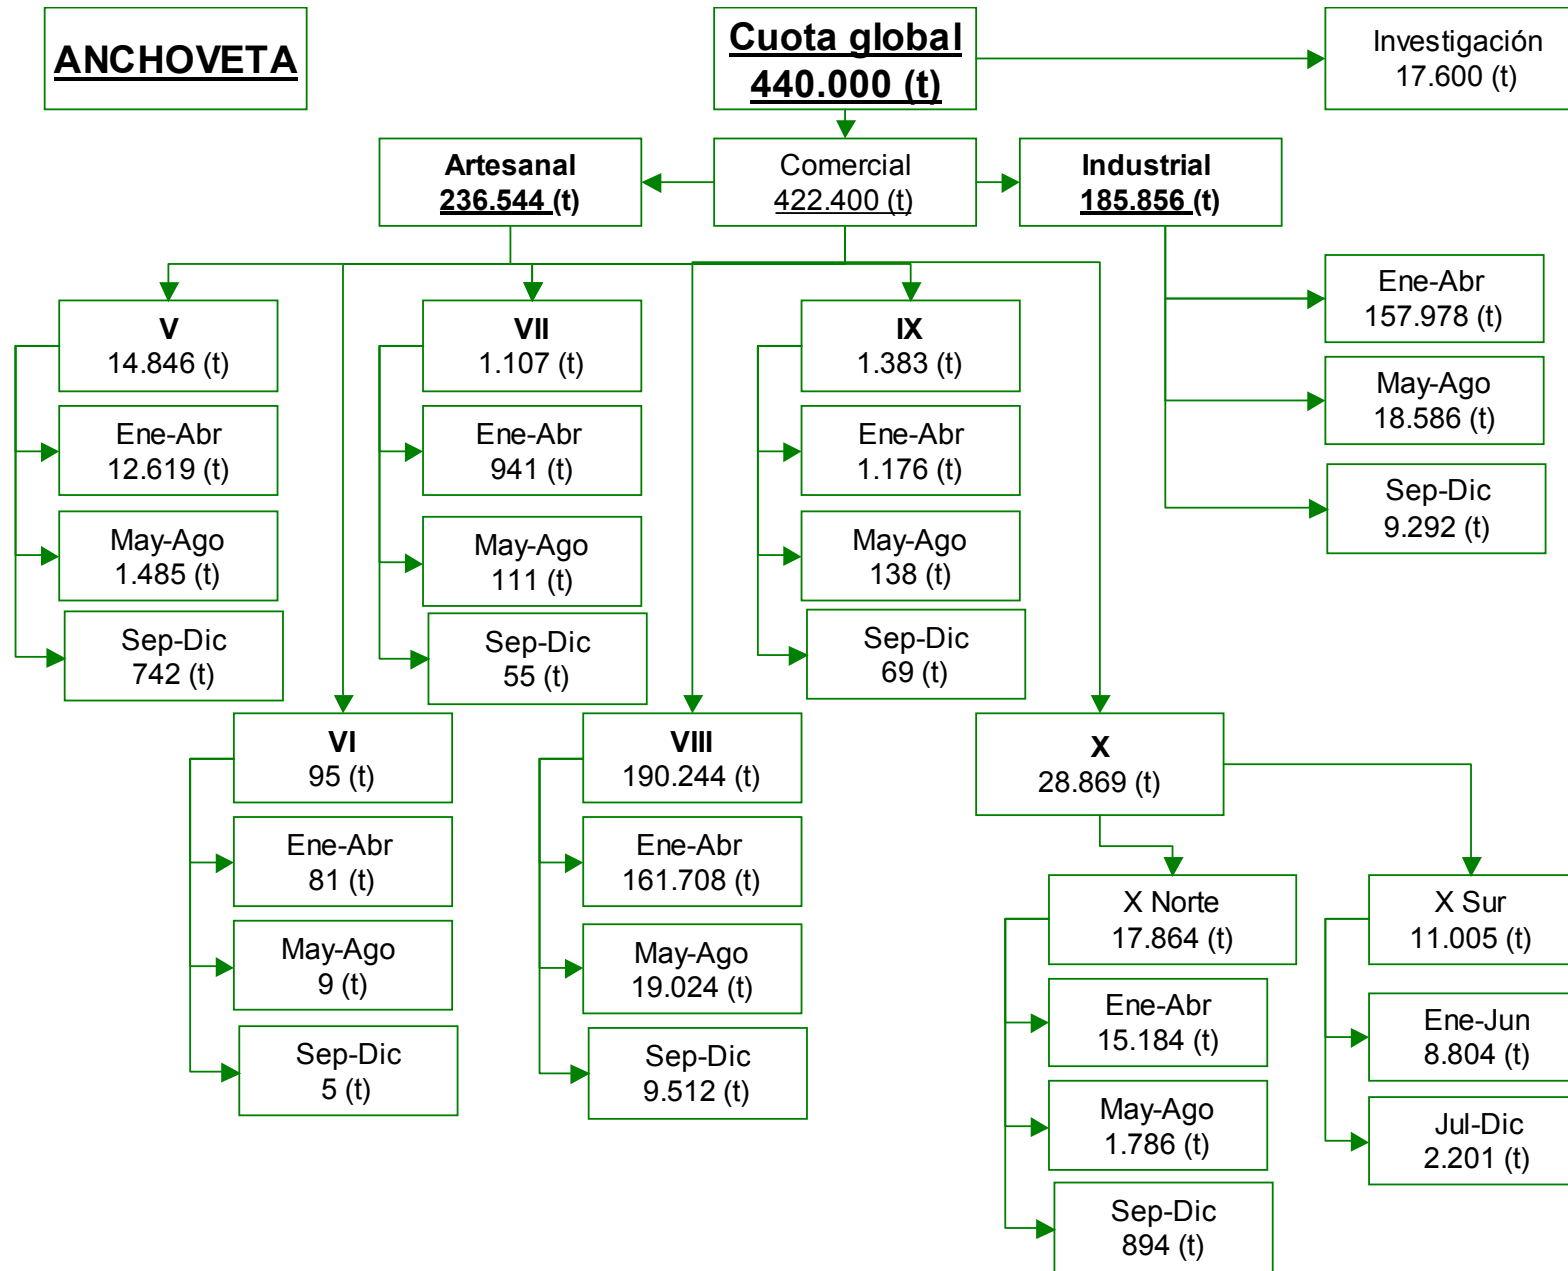 ANCHOVETA
Cuota global
440.000 (t)
Investigación
17.600 (t)
Artesanal
236.544 (t)
Comercial
422.400 (t)
Industrial
185.856 (t)
Ene-Abr
157.978 (t)
May-Ago
18.586 (t)
Sep-Dic
9.292 (t)
V
14.846 (t)
Ene-Abr
12.619 (t)
May-Ago
1.485 (t)
Sep-Dic
742 (t)
VII
1.107 (t)
Ene-Abr
941 (t)
May-Ago
111 (t)
Sep-Dic
55 (t)
IX
1.383 (t)
Ene-Abr
1.176 (t)
May-Ago
138 (t)
Sep-Dic
69 (t)
VI
95 (t)
Ene-Abr
81 (t)
May-Ago
9 (t)
Sep-Dic
5 (t)
VIII
190.244 (t)
Ene-Abr
161.708 (t)
May-Ago
19.024 (t)
Sep-Dic
9.512 (t)
X
28.869 (t)
X Norte
17.864 (t)
Ene-Abr
15.184 (t)
May-Ago
1.786 (t)
Sep-Dic
894 (t)
X Sur
11.005 (t)
Ene-Jun
8.804 (t)
Jul-Dic
2.201 (t)